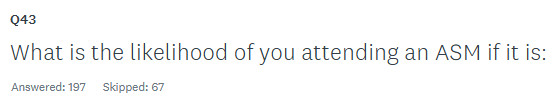 Q43
What is the likelihood of you attending an ASM if it is:
Answered: 197 Skipped: 67